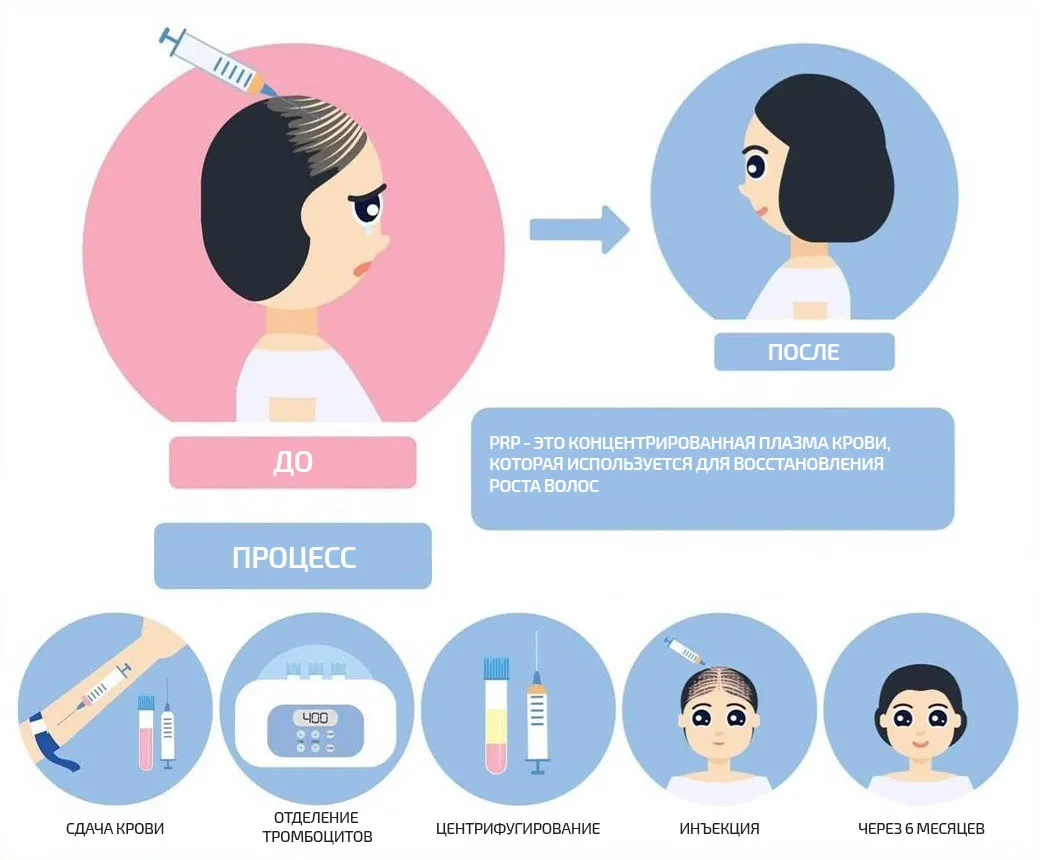 ПОСЛЕ
ДО
PRP - ЭТО КОНЦЕНТРИРОВАННАЯ ПЛАЗМА КРОВИ,
КОТОРАЯ ИСПОЛЬЗУЕТСЯ ДЛЯ ВОССТАНОВЛЕНИЯ
РОСТА ВОЛОС
ПРОЦЕСС
400
СДАЧА КРОВИ
ОТДЕЛЕНИЕ
ТРОМБОЦИТОВ
ЦЕНТРИФУГИРОВАНИЕ
ИНЪЕКЦИЯ
ЧЕРЕЗ 6 МЕСЯЦЕВ